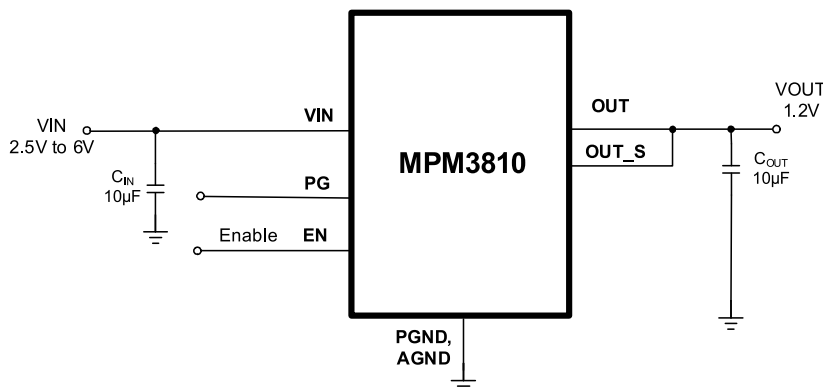 VIN
2.5V to 6V
CIN
10µF
VIN
PG
Enable EN
MPM3810
PGND,
AGND
OUT
OUT_S
VOUT
1.2V
COUT
10µF